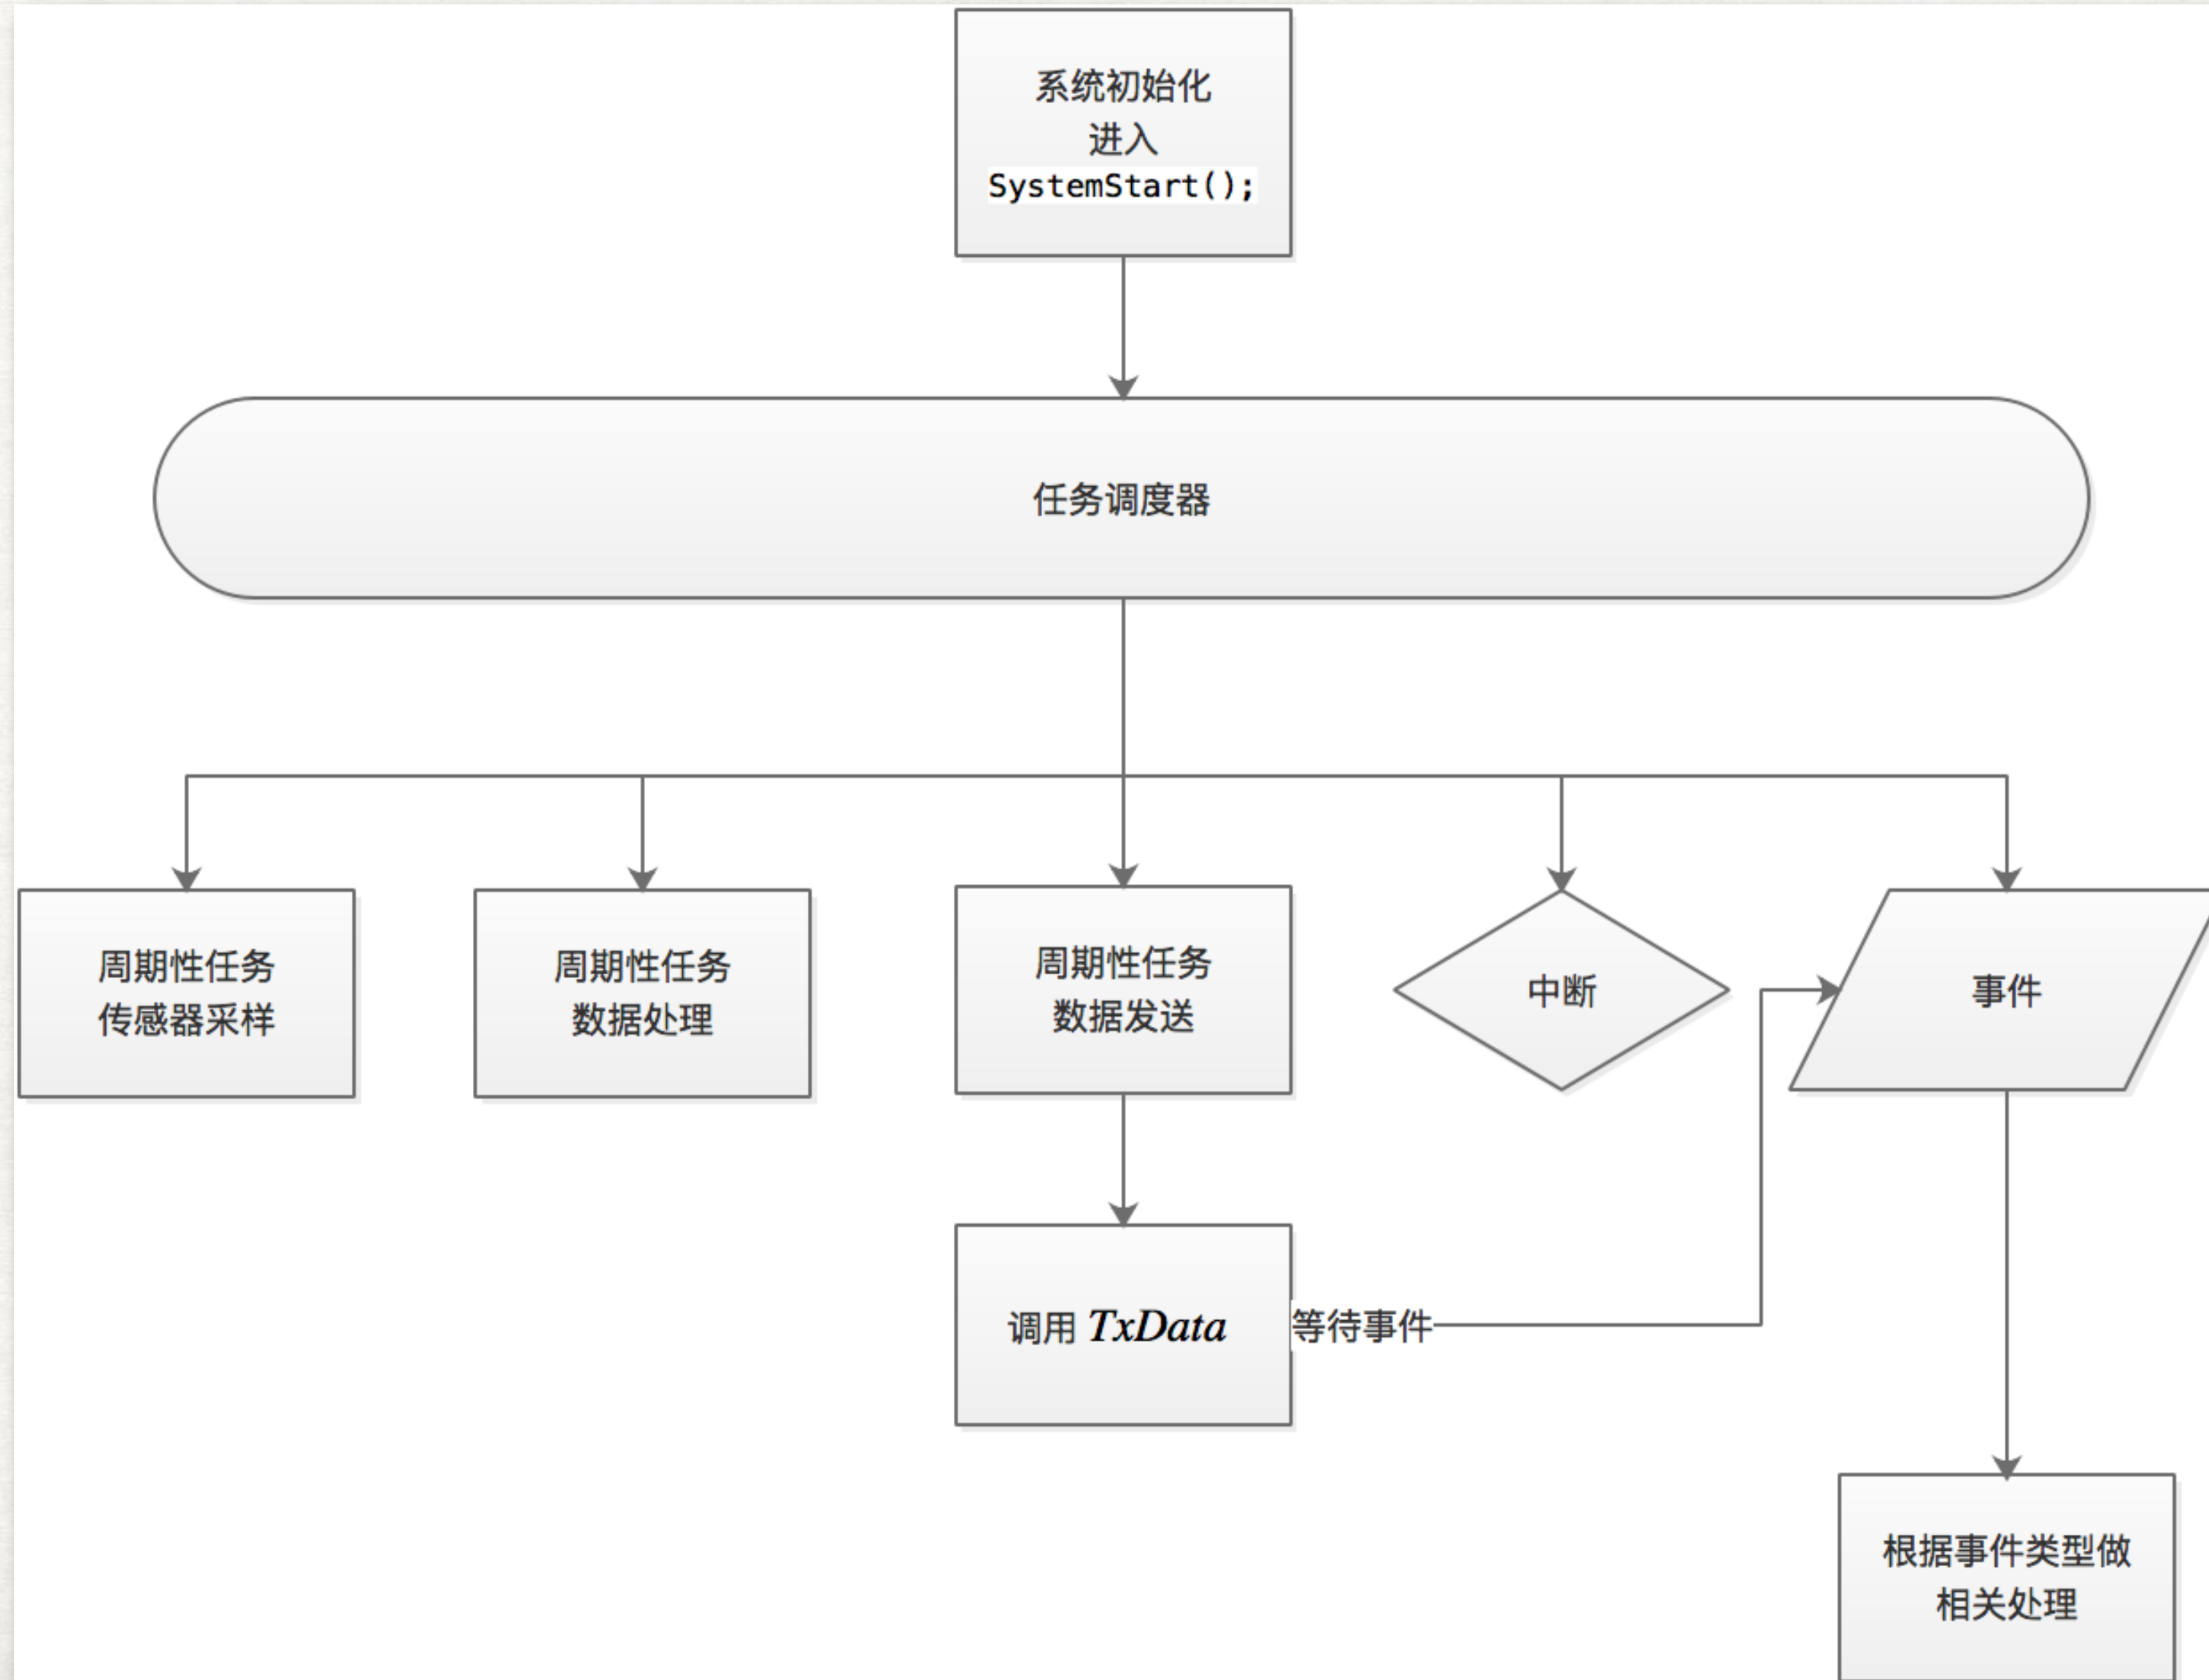 系统初始化
进入
SystemStart();
任务调度器
周期性任务
传感器采样
周期性任务
数据处理
周期性任务
数据发送
中断
事件
调用 TxData
等待事件
根据事件类型做
相关处理